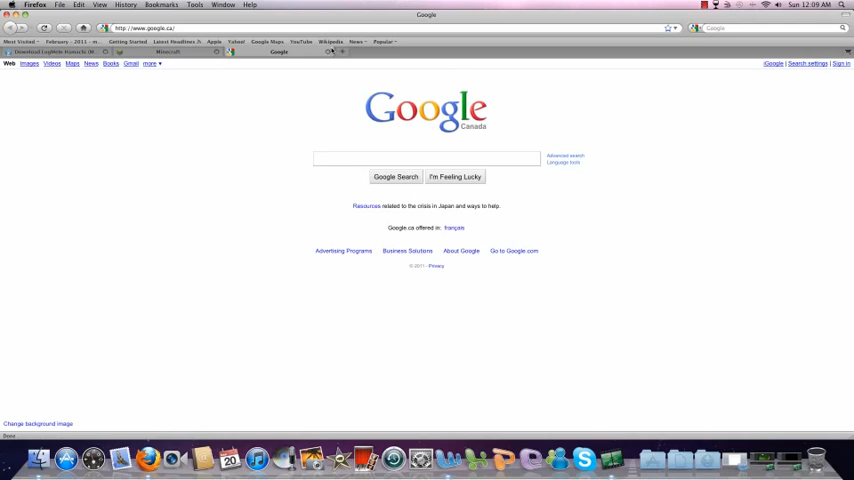 Firefox File Edit View History Bookmarks Tools Window Help Sun 12:09 AM
Google
http://www.google.ca/ Google
Most Visited February - 2011 - m... Getting Started Latest Headlines Apple Yahoo! Google Maps YouTube Wikipedia News Popular
Download LogMeIn Hamachi Minecraft Google
Web Images Videos Maps News Books Gmail more iGoogle | Search settings | Sign in
Google
Canada
Advanced search
Language tools
Google Search I'm Feeling Lucky
Resources related to the crisis in Japan and ways to help.
Google.ca offered in: français
Advertising Programs Business Solutions About Google Go to Google.com
© 2011 - Privacy
Change background image
Done
20